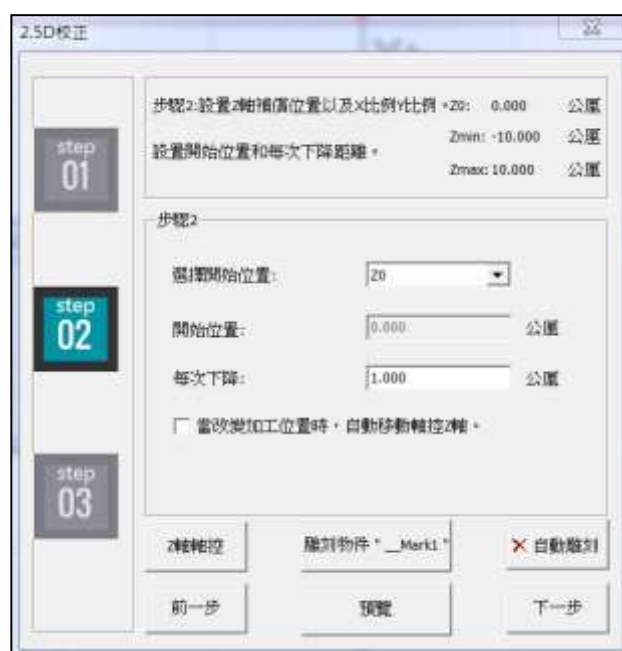 2.5D校正
step
01
step
02
step
03
步驟2:設置Z軸補償位置以及X比例Y比例。
設置開始位置和每次下降距離。
Z0: 0.000 公厘
Zmin: -10.000 公厘
Zmax: 10.000 公厘
步驟2
選擇開始位置: Z0
開始位置: 0.000 公厘
每次下降: 1.000 公厘
當改變加工位置時，自動移動軸控Z軸。
Z軸軸控
雕刻物件 "__Mark1"
自動雕刻
前一步
預覽
下一步